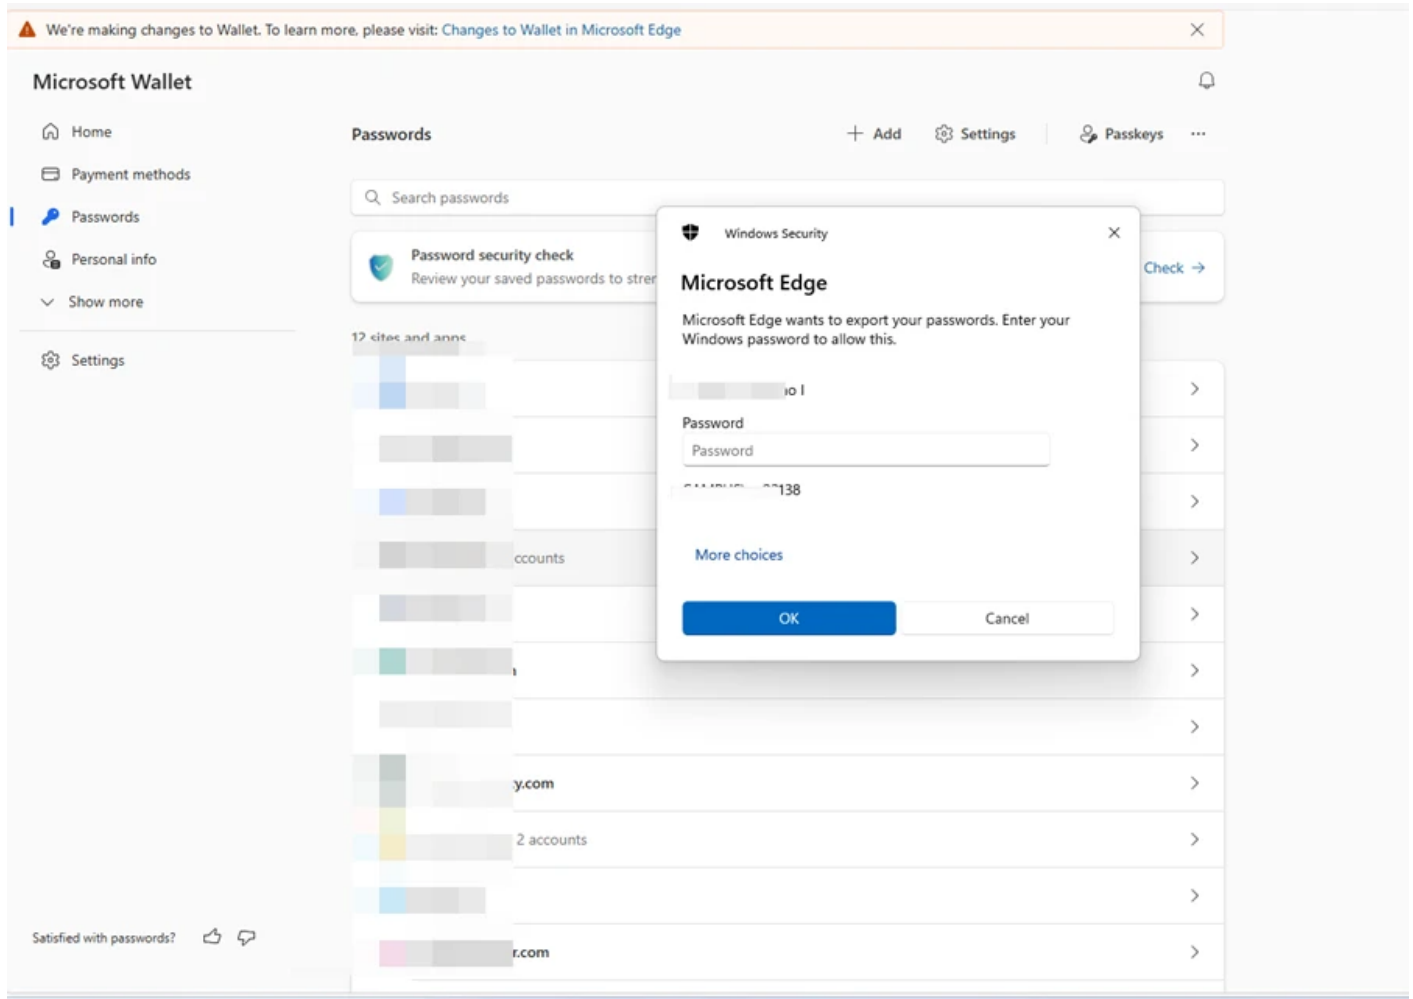 We're making changes to Wallet. To learn more, please visit: Changes to Wallet in Microsoft Edge
Microsoft Wallet
Home
Payment methods
Passwords
Personal info
Show more
Settings
Satisfied with passwords?
Passwords
Add
Settings
Passkeys
Search passwords
Password security check
Review your saved passwords to
Check
12 sites and apps
2 accounts
Windows Security
Microsoft Edge
Microsoft Edge wants to export your passwords. Enter your
Windows password to allow this.
Password
Password
138
More choices
OK
Cancel